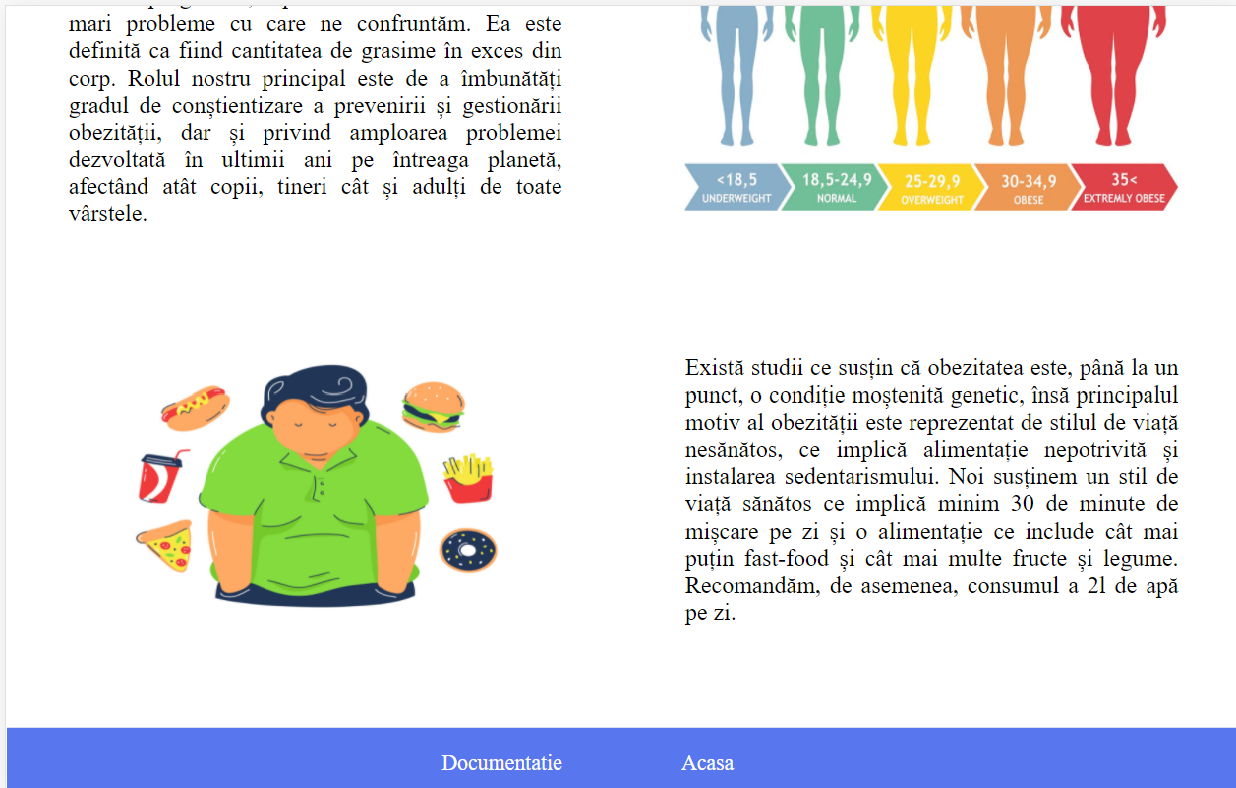 mari probleme cu care ne confruntăm. Ea este
definită ca fiind cantitatea de grasime în exces din
corp. Rolul nostru principal este de a îmbunătăți
gradul de conștientizare a prevenirii și gestionării
obezității, dar și privind amploarea problemei
dezvoltată în ultimii ani pe întreaga planetă,
afectând atât copii, tineri cât și adulți de toate
vârstele.
<18,5
UNDERWEIGHT
18,5-24,9
NORMAL
25-29,9
OVERWEIGHT
30-34,9
OBESE
35<
EXTREMLY OBESE
Există studii ce susțin că obezitatea este, până la un
punct, o condiție moștenită genetic, însă principalul
motiv al obezității este reprezentat de stilul de viață
nesănătos, ce implică alimentație nepotrivită și
instalarea sedentarismului. Noi susținem un stil de
viață sănătos ce implică minim 30 de minute de
mișcare pe zi și o alimentație ce include cât mai
puțin fast-food și cât mai multe fructe și legume.
Recomandăm, de asemenea, consumul a 2l de apă
pe zi.
Documentatie
Acasa